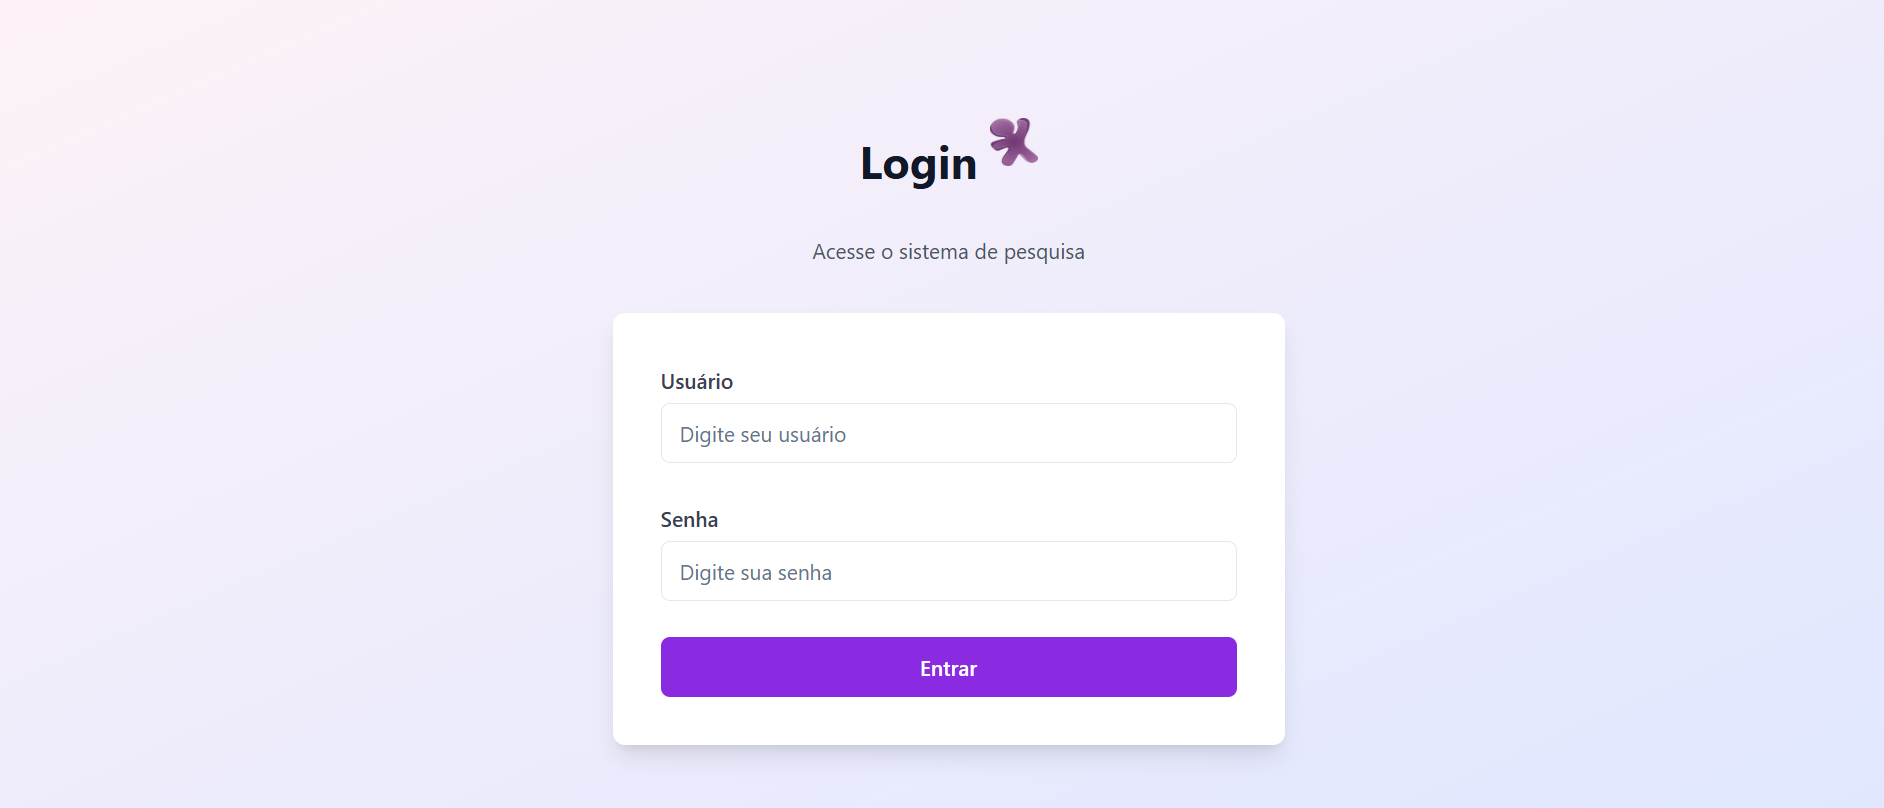 Login
Acesse o sistema de pesquisa
Usuário
Digite seu usuário
Senha
Digite sua senha
Entrar